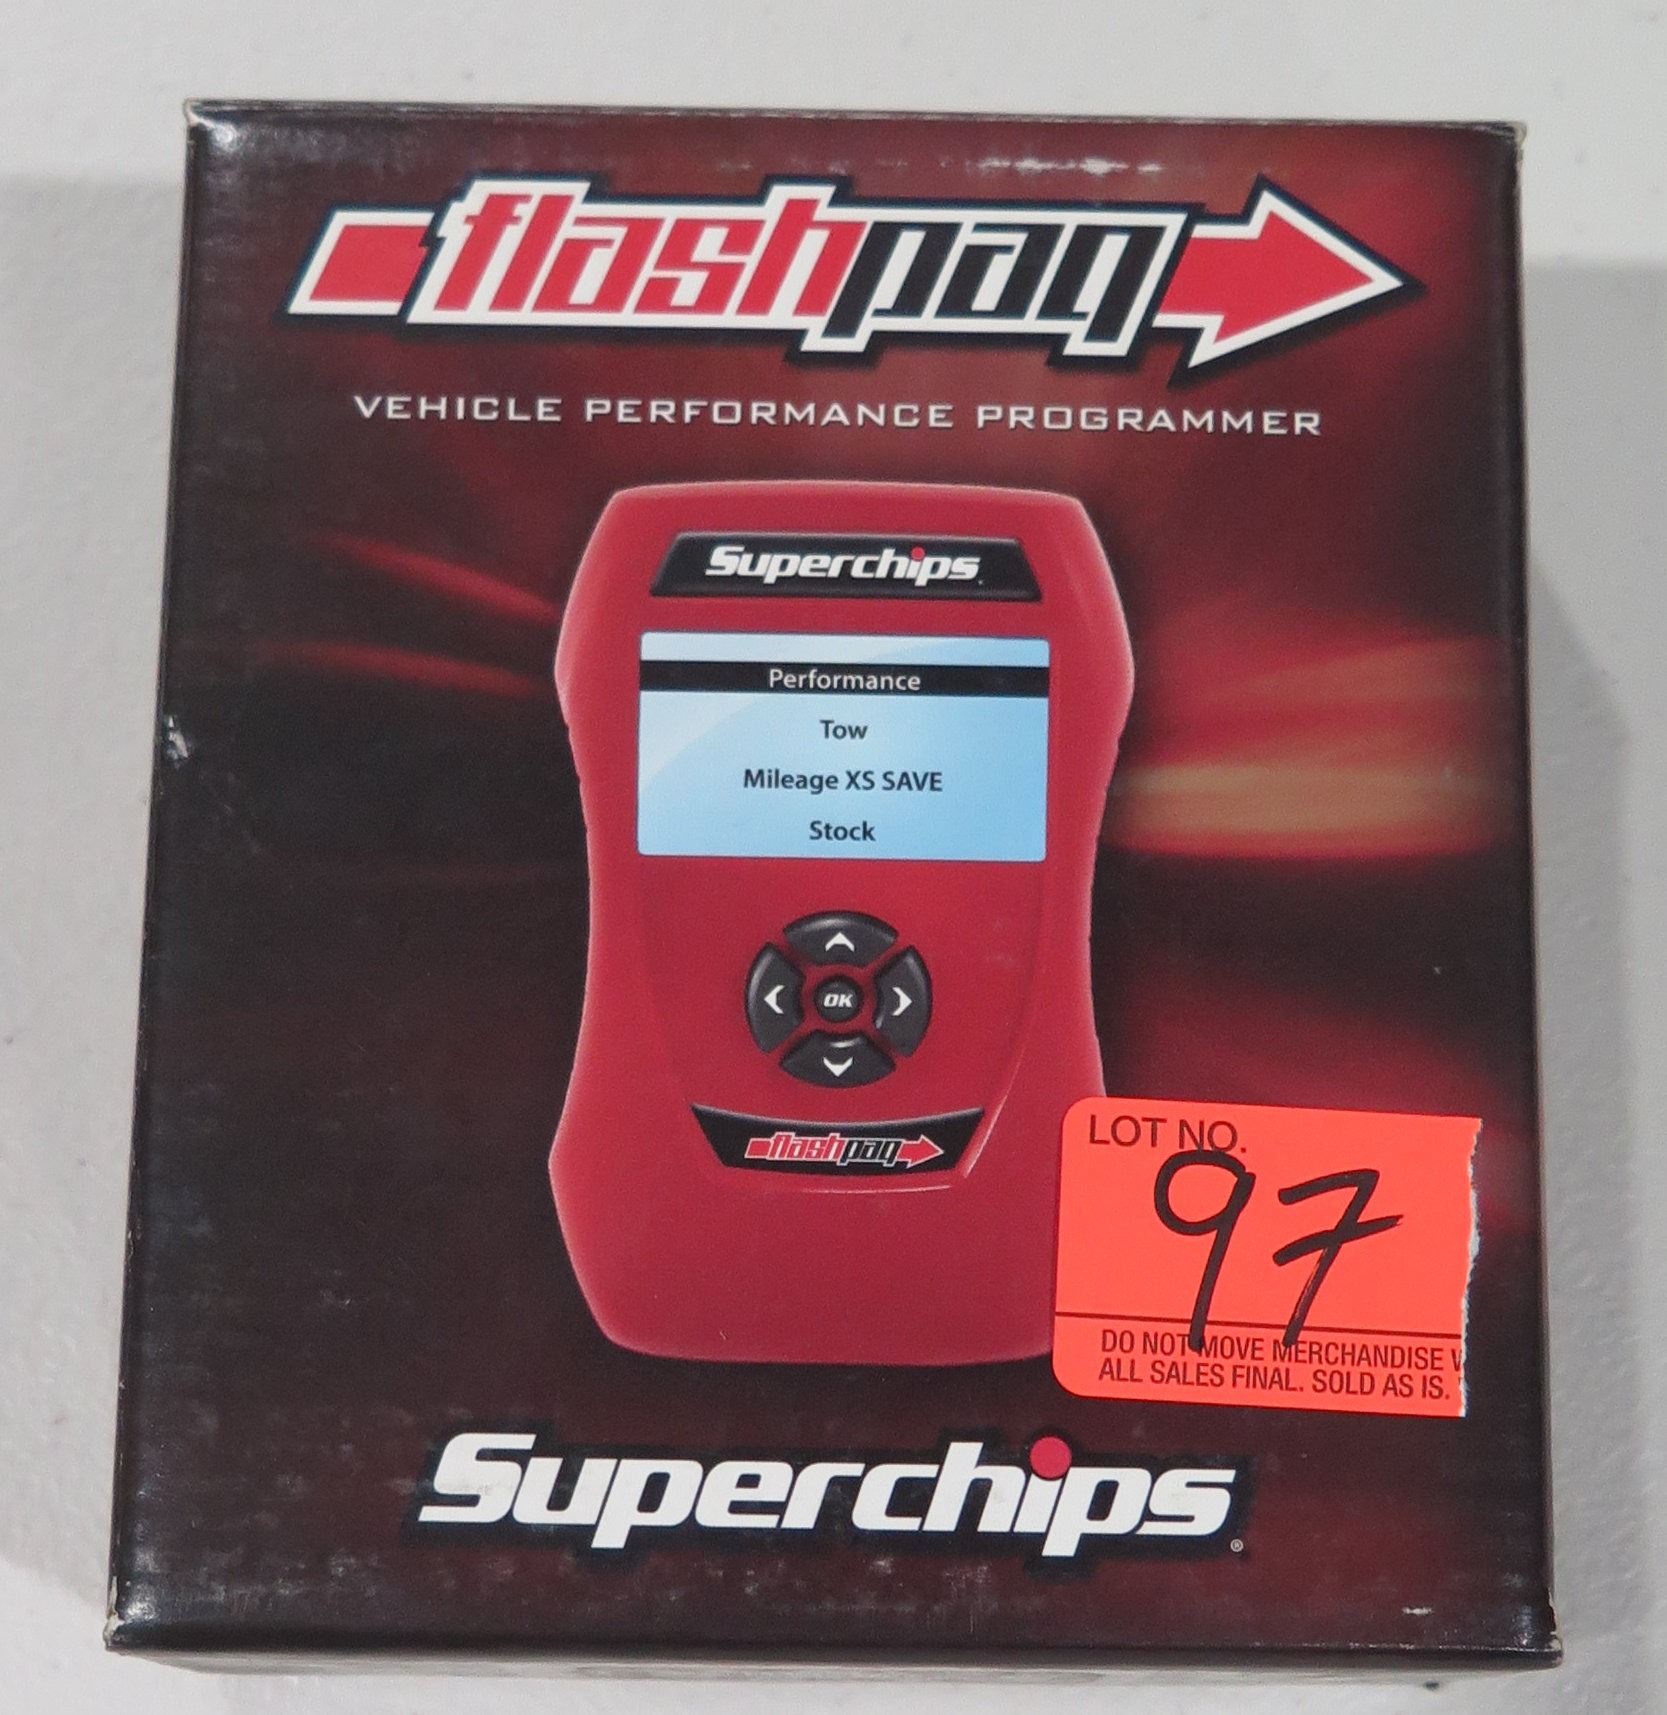 flashpaq
VEHICLE PERFORMANCE PROGRAMMER
Superchips
Performance
Tow
Mileage XS SAVE
Stock
OK
flashpaq
LOT NO.
97
DO NOT MOVE MERCHANDISE
ALL SALES FINAL. SOLD AS IS.
Superchips®